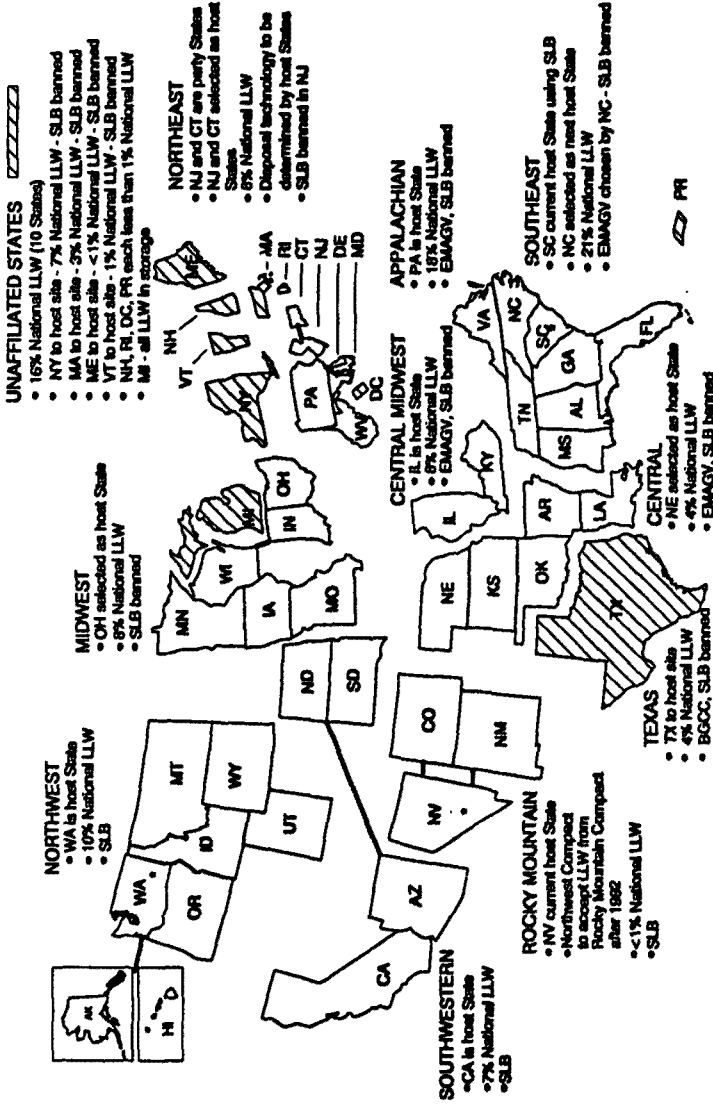 UNAFFILIATED STATES
• 16% National LLW (10 States)
• NY to host site - 7% National LLW - SLB banned
• MA to host site - 3% National LLW - SLB banned
• ME to host site - <1% National LLW - SLB banned
• VT to host site - 1% National LLW - SLB banned
• NH, RI, DC, PR each less than 1% National LLW
• MI - all LLW in storage
NORTHEAST
• NJ and CT are party States
• NJ and CT selected as host
States
• 8% National LLW
• Disposal technology to be
determined by host States
• SLB banned in NJ
MIDWEST
• OH selected as host State
• 8% National LLW
• SLB banned
NORTHWEST
• WA is host State
• 10% National LLW
• SLB
AK
HI
WA
OR
ID
MT
WY
UT
ND
SD
MN
WI
IA
MO
MI
IN
OH
NY
VT
NH
ME
MA
RI
CT
NJ
DE
MD
PA
WV
DC
APPALACHIAN
• PA is host State
• 18% National LLW
• EMAGV, SLB banned
CENTRAL MIDWEST
• IL is host State
• 8% National LLW
• EMAGV, SLB banned
SOUTHEAST
• SC current host State using SLB
• NC selected as next host State
• 21% National LLW
• EMAGV chosen by NC - SLB banned
PR
IL
KY
VA
NC
SC
TN
GA
AL
MS
FL
NE
KS
OK
AR
LA
TX
CO
NM
NV
AZ
CA
CENTRAL
• NE selected as host State
• 4% National LLW
• EMAGV, SLB banned
TEXAS
• TX to host site
• 4% National LLW
• BGCC, SLB banned
ROCKY MOUNTAIN
• NV current host State
• Northwest Compact
to accept LLW from
Rocky Mountain Compact
after 1992
• <1% National LLW
• SLB
SOUTHWESTERN
• CA is host State
• 7% National LLW
• SLB